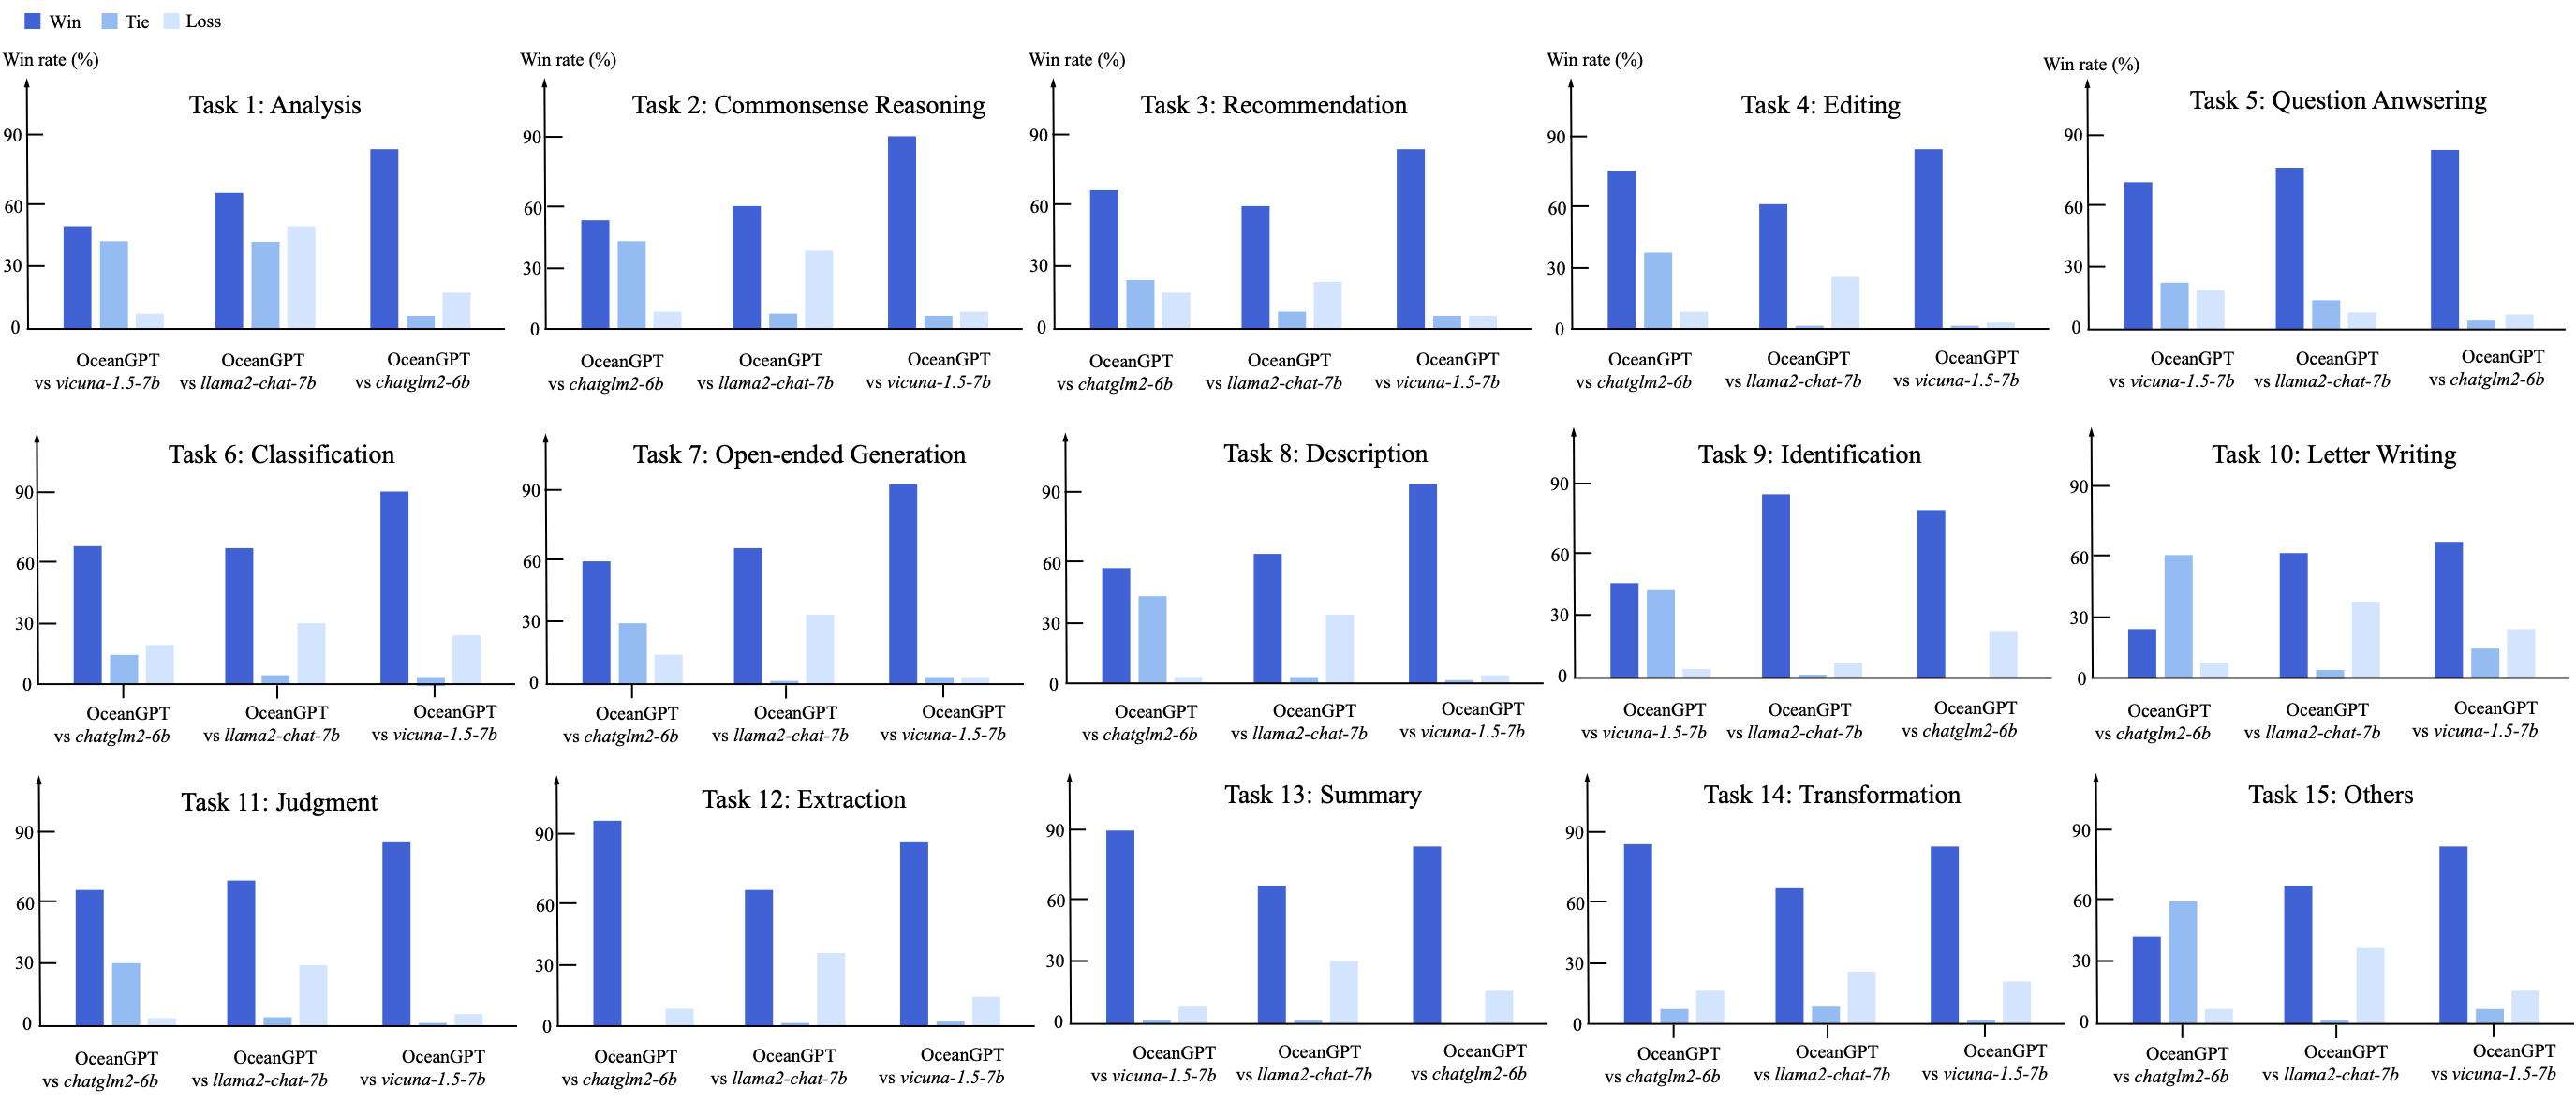 Win Tie Loss
Win rate (%) Win rate (%) Win rate (%) Win rate (%) Win rate (%)
Task 1: Analysis
90
60
30
0
OceanGPT OceanGPT OceanGPT
vs vicuna-1.5-7b vs llama2-chat-7b vs chatglm2-6b
Task 2: Commonsense Reasoning
90
60
30
0
OceanGPT OceanGPT OceanGPT
vs chatglm2-6b vs llama2-chat-7b vs vicuna-1.5-7b
Task 3: Recommendation
90
60
30
0
OceanGPT OceanGPT OceanGPT
vs chatglm2-6b vs llama2-chat-7b vs vicuna-1.5-7b
Task 4: Editing
90
60
30
0
OceanGPT OceanGPT OceanGPT
vs chatglm2-6b vs llama2-chat-7b vs vicuna-1.5-7b
Task 5: Question Anwsering
90
60
30
0
OceanGPT OceanGPT OceanGPT
vs vicuna-1.5-7b vs llama2-chat-7b vs chatglm2-6b
Task 6: Classification
90
60
30
0
OceanGPT OceanGPT OceanGPT
vs chatglm2-6b vs llama2-chat-7b vs vicuna-1.5-7b
Task 7: Open-ended Generation
90
60
30
0
OceanGPT OceanGPT OceanGPT
vs chatglm2-6b vs llama2-chat-7b vs vicuna-1.5-7b
Task 8: Description
90
60
30
0
OceanGPT OceanGPT OceanGPT
vs chatglm2-6b vs llama2-chat-7b vs vicuna-1.5-7b
Task 9: Identification
90
60
30
0
OceanGPT OceanGPT OceanGPT
vs vicuna-1.5-7b vs llama2-chat-7b vs chatglm2-6b
Task 10: Letter Writing
90
60
30
0
OceanGPT OceanGPT OceanGPT
vs chatglm2-6b vs llama2-chat-7b vs vicuna-1.5-7b
Task 11: Judgment
90
60
30
0
OceanGPT OceanGPT OceanGPT
vs chatglm2-6b vs llama2-chat-7b vs vicuna-1.5-7b
Task 12: Extraction
90
60
30
0
OceanGPT OceanGPT OceanGPT
vs chatglm2-6b vs llama2-chat-7b vs vicuna-1.5-7b
Task 13: Summary
90
60
30
0
OceanGPT OceanGPT OceanGPT
vs vicuna-1.5-7b vs llama2-chat-7b vs chatglm2-6b
Task 14: Transformation
90
60
30
0
OceanGPT OceanGPT OceanGPT
vs chatglm2-6b vs llama2-chat-7b vs vicuna-1.5-7b
Task 15: Others
90
60
30
0
OceanGPT OceanGPT OceanGPT
vs chatglm2-6b vs llama2-chat-7b vs vicuna-1.5-7b